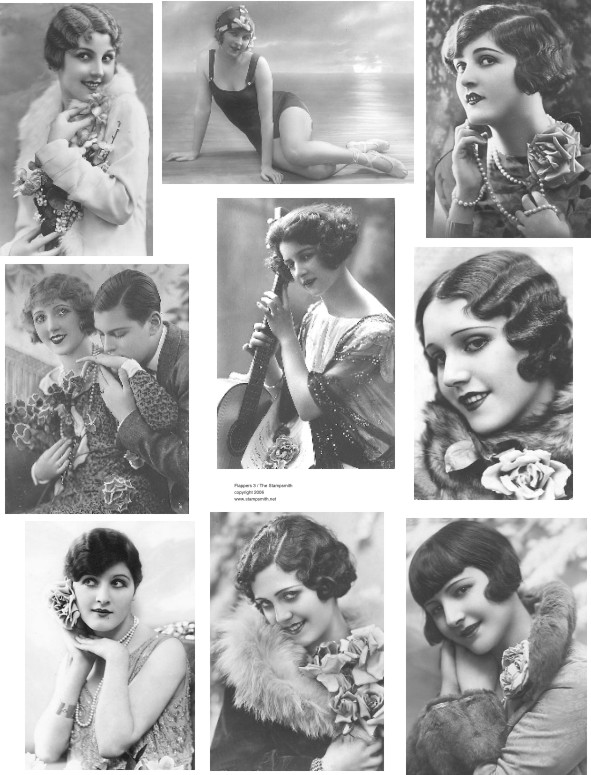 Flappers 3 / The Stampsmith
copyright 2006
www.stampsmith.net